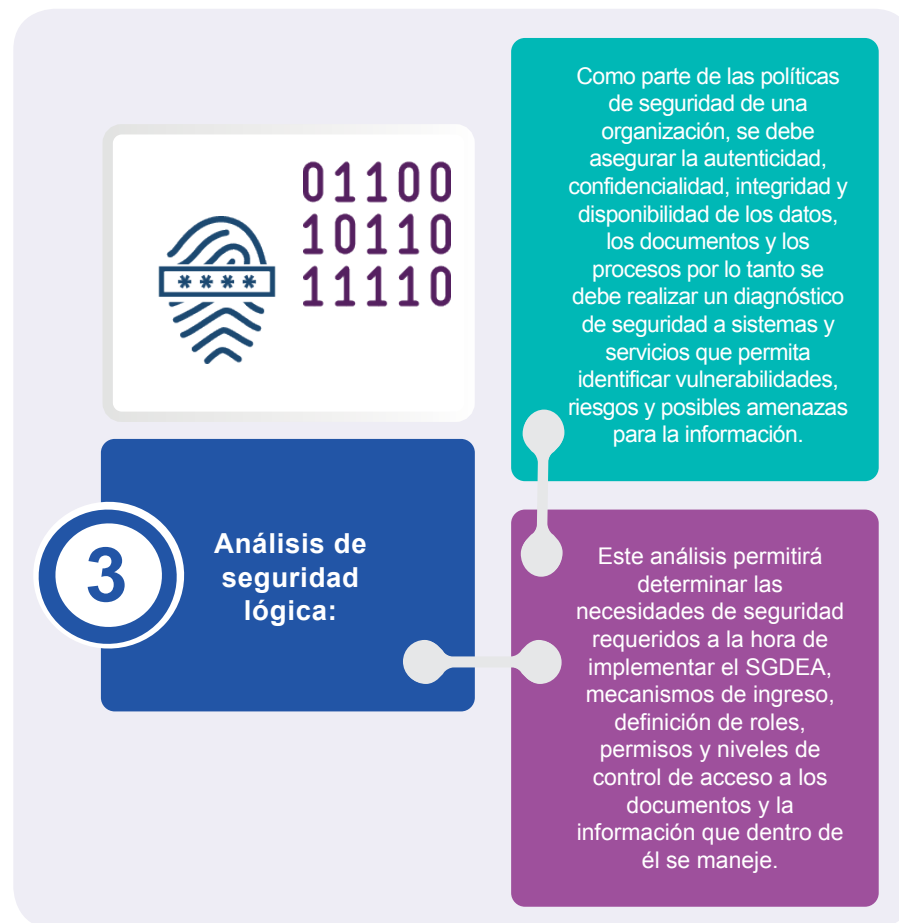 01100
10110
11110
* * * *
3
Análisis de
seguridad
lógica:
Como parte de las políticas
de seguridad de una
organización, se debe
asegurar la autenticidad,
confidencialidad, integridad y
disponibilidad de los datos,
los documentos y los
procesos por lo tanto se
debe realizar un diagnóstico
de seguridad a sistemas y
servicios que permita
identificar vulnerabilidades,
riesgos y posibles amenazas
para la información.
Este análisis permitirá
determinar las
necesidades de seguridad
requeridos a la hora de
implementar el SGDEA,
mecanismos de ingreso,
definición de roles,
permisos y niveles de
control de acceso a los
documentos y la
información que dentro de
él se maneje.